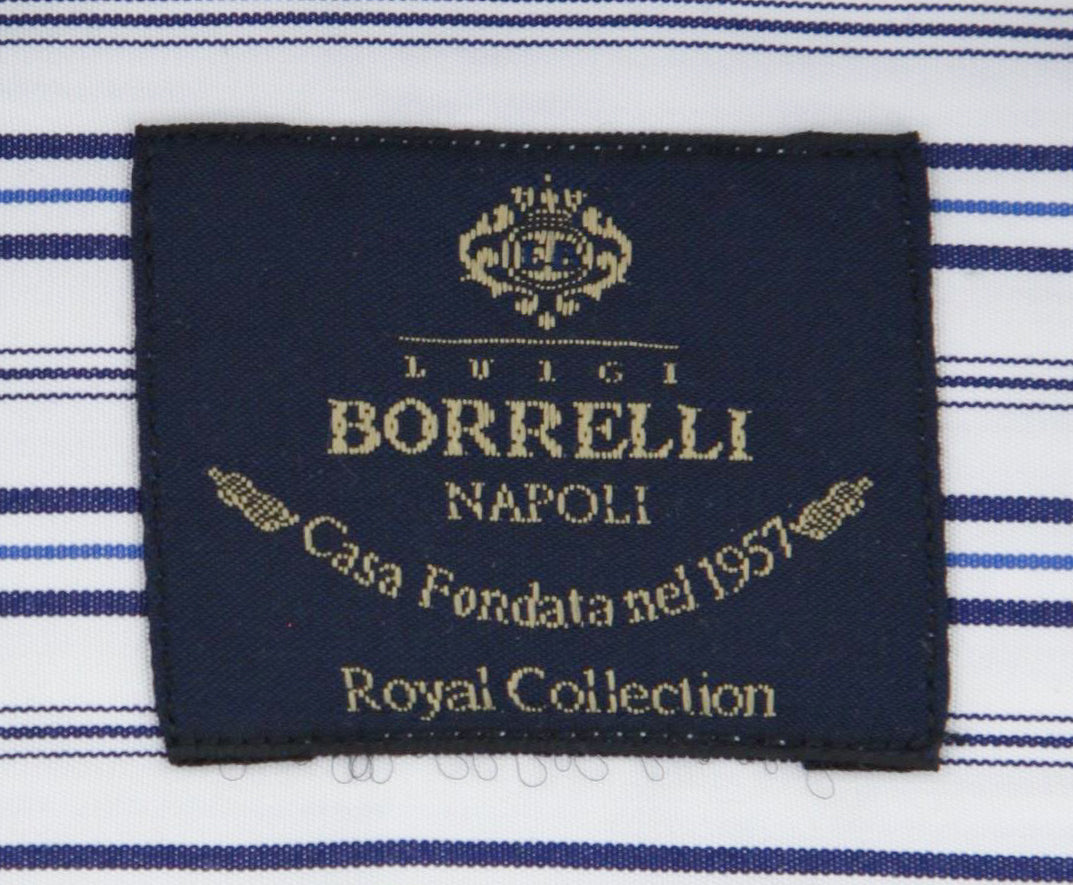 LUIGI
BORRELLI
NAPOLI
Casa Fondata nel 1957
Royal Collection